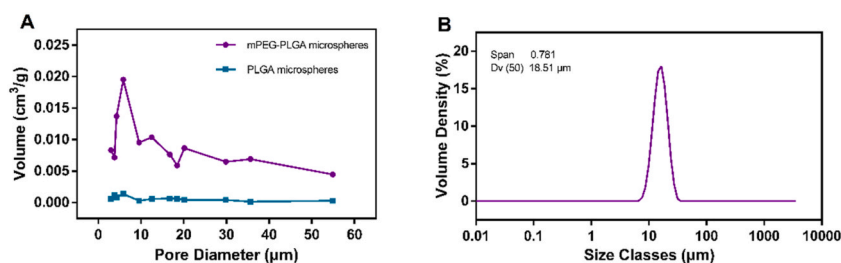 A
mPEG-PLGA microspheres
PLGA microspheres
Volume (cm³/g)
0.025
0.020
0.015
0.010
0.005
0.000
0 10 20 30 40 50 60
Pore Diameter (μm)
B
Span 0.781
Dv (50) 18.51 μm
Volume Density (%)
20
15
10
5
0
0.01 0.1 1 10 100 1000 10000
Size Classes (μm)